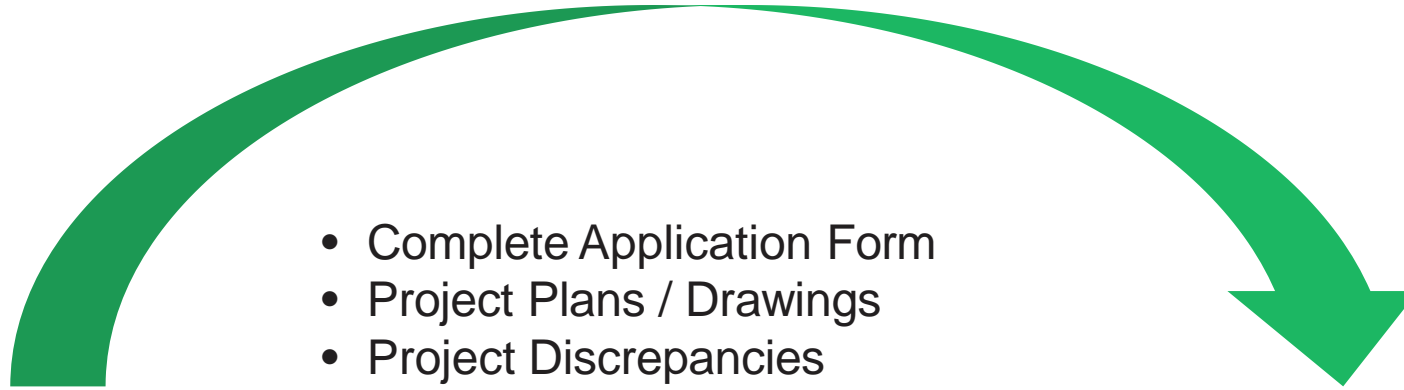 • Complete Application Form
• Project Plans / Drawings
• Project Discrepancies